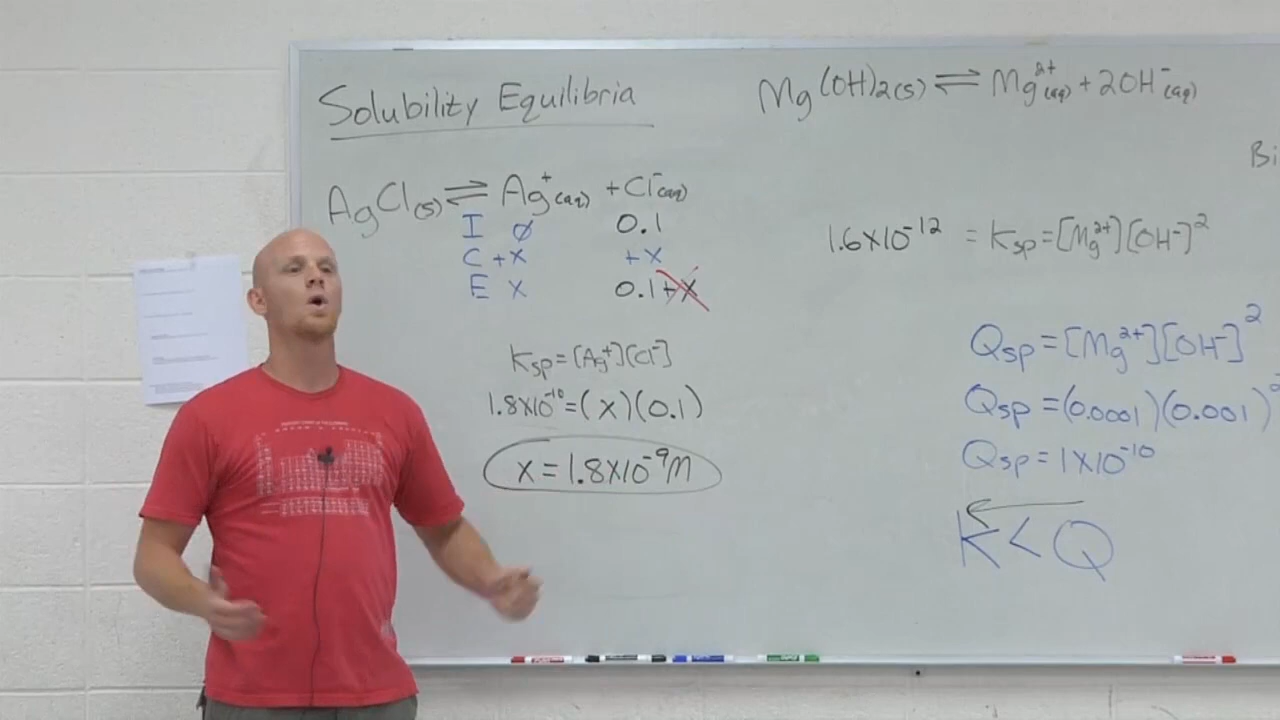 Solubility Equilibria
AgCl(s) ⇌ Ag⁺(aq) + Cl⁻(aq)
I ∅ 0.1
C +x +x
E x 0.1+x
Ksp = [Ag⁺][Cl⁻]
1.8x10⁻¹⁰ = (x)(0.1)
x = 1.8x10⁻⁹M
Mg(OH)₂(s) ⇌ Mg²⁺(aq) + 2OH⁻(aq)
Bi
1.6x10⁻¹² = Ksp = [Mg²⁺][OH⁻]²
Qsp = [Mg²⁺][OH⁻]²
Qsp = (0.0001)(0.001)²
Qsp = 1x10⁻¹⁰
K < Q